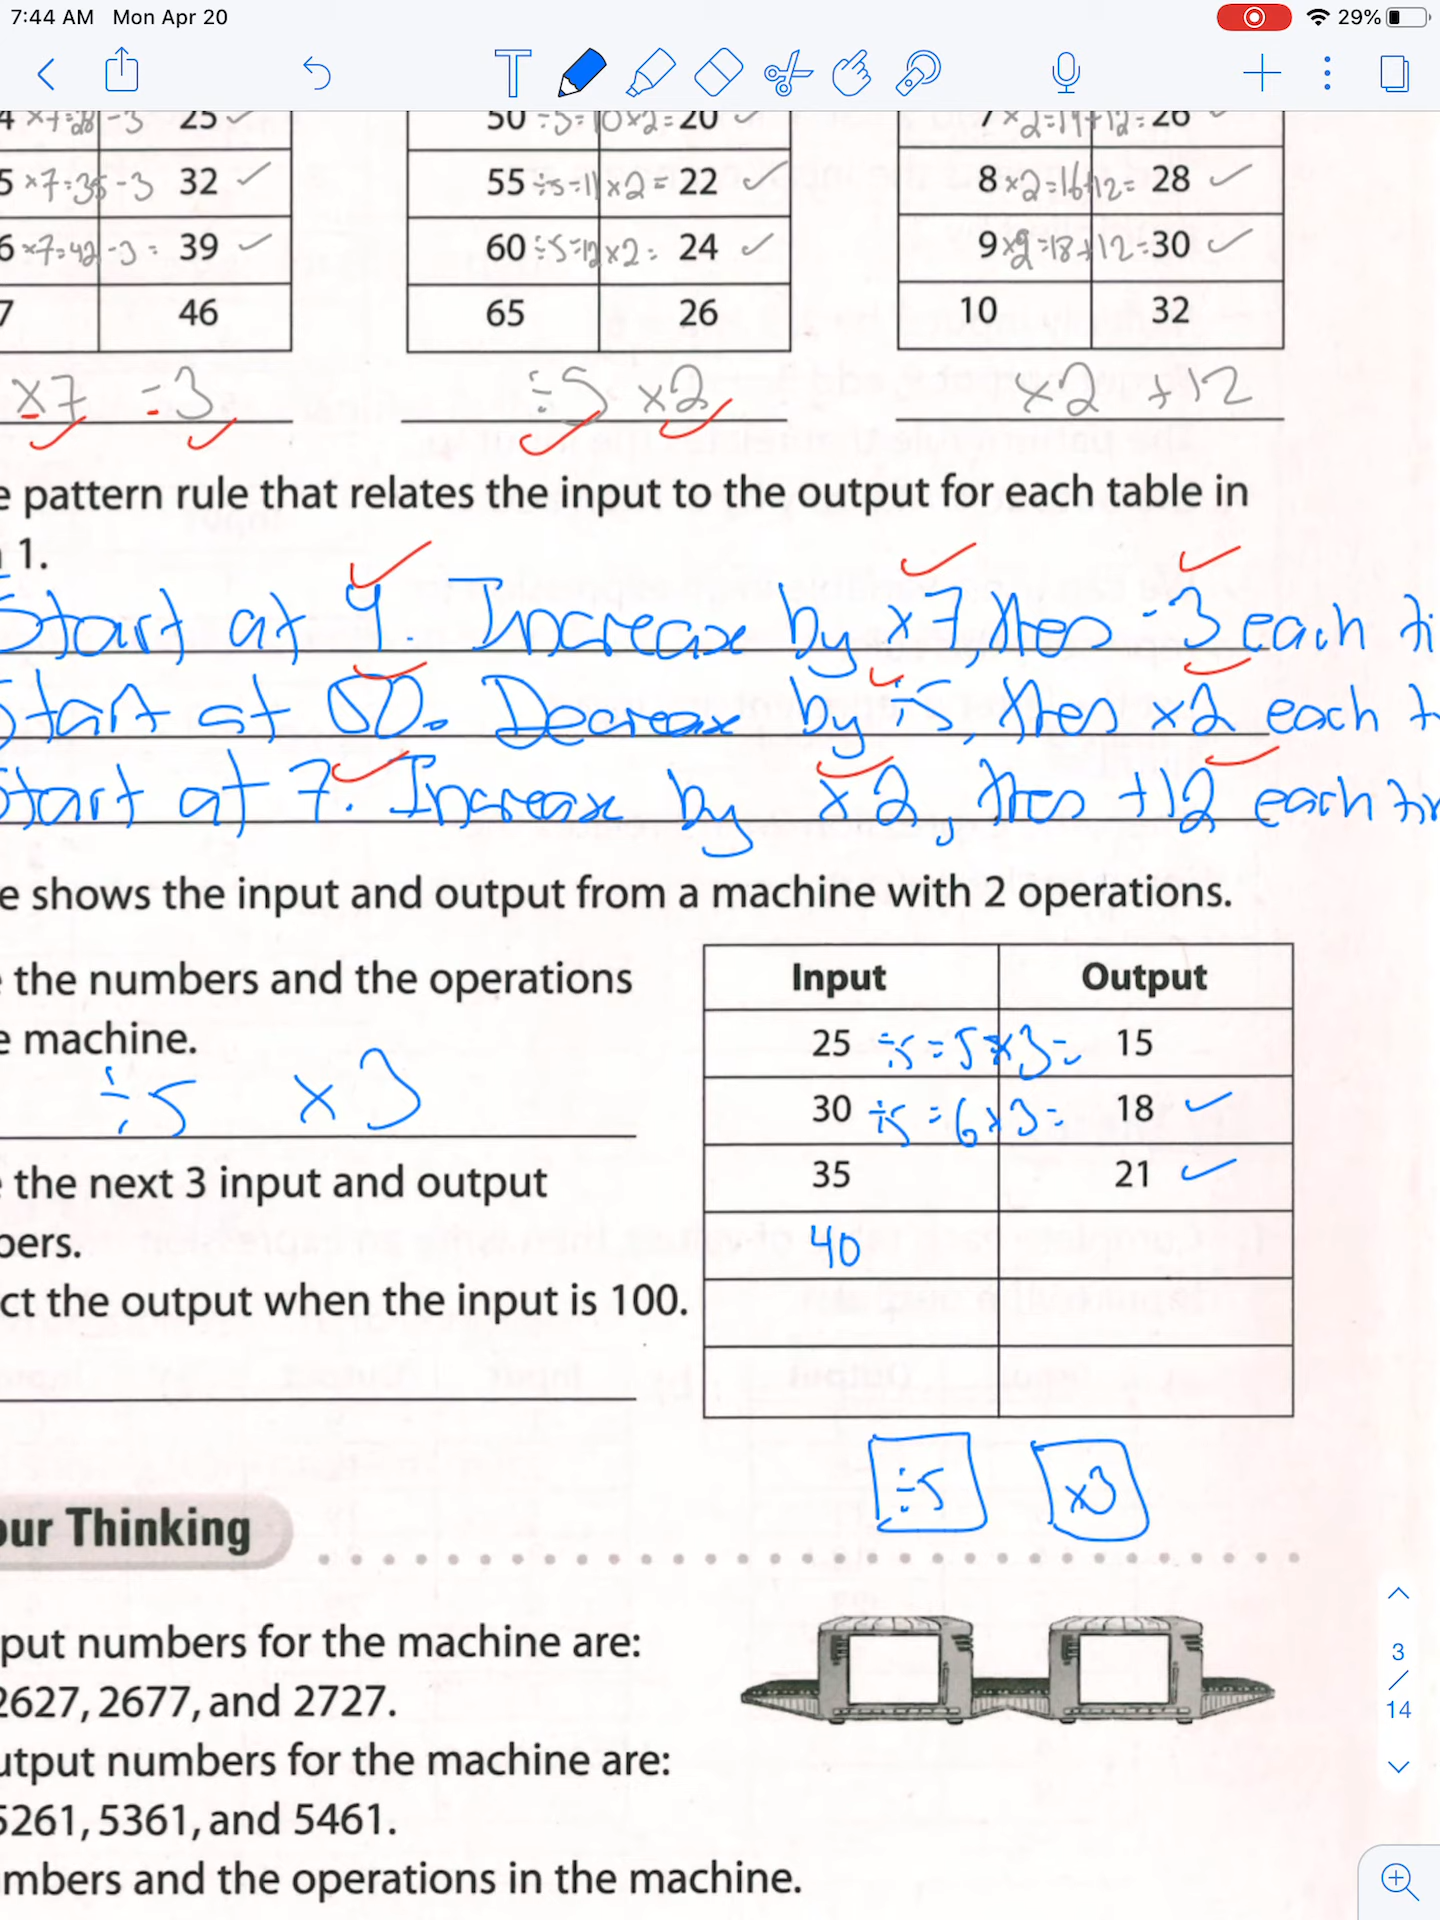 7:44 AM Mon Apr 20
29%
4 ×7=28 -3 25
50 ÷5=10×2=20
7×2=14+12=26
5 ×7=35-3 32
55÷5=11×2=22
8×2=16+12=28
6×7=42-3= 39
60÷5=12×2= 24
9×2=18+12=30
7 46
65 26
10 32
×7 -3
÷5 ×2
×2 +12
e pattern rule that relates the input to the output for each table in
1.
Start at 4. Increase by ×7, then -3 each ti
Start at 50. Decrease by ÷5, then ×2 each t
Start at 7. Increase by ×2, then +12 each tim
e shows the input and output from a machine with 2 operations.
e the numbers and the operations
e machine.
÷5 ×3
e the next 3 input and output
bers.
ct the output when the input is 100.
Input Output
25 ÷5=5×3= 15
30 ÷5=6×3= 18
35 21
40
÷5 ×3
our Thinking
put numbers for the machine are:
2627, 2677, and 2727.
utput numbers for the machine are:
5261, 5361, and 5461.
mbers and the operations in the machine.
3
/
14